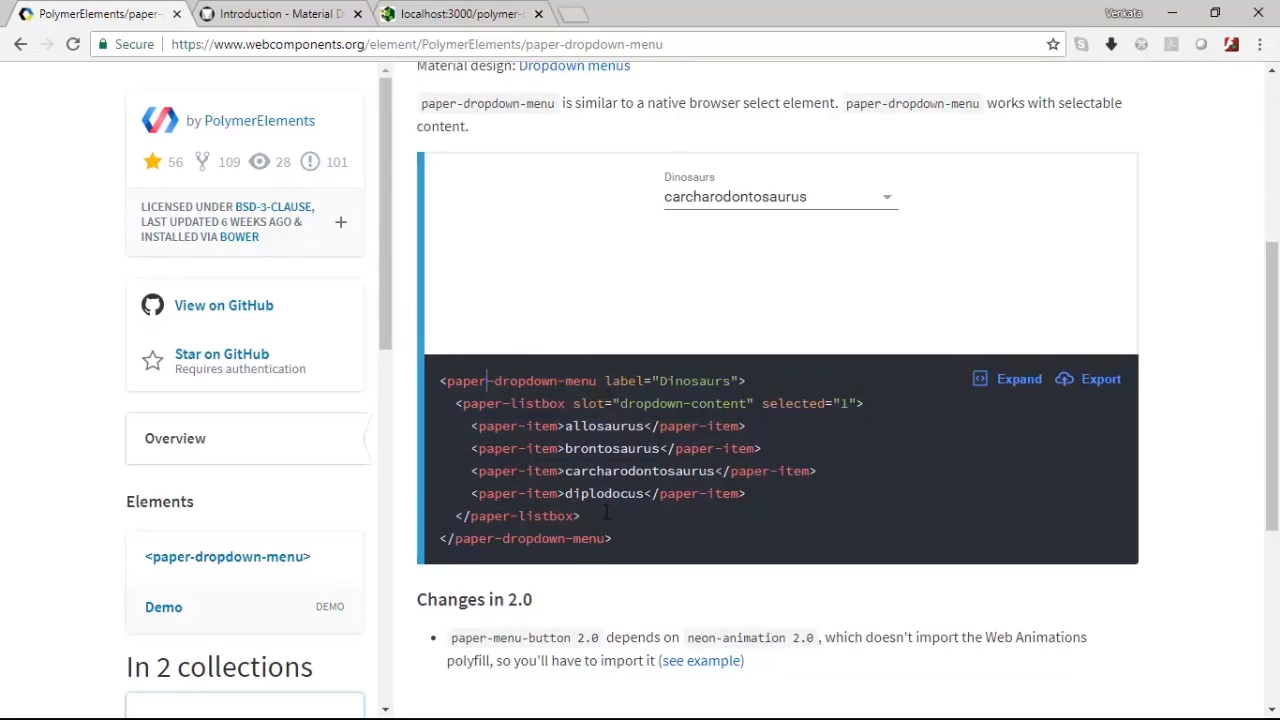 PolymerElements/paper-
Introduction - Material D
localhost:3000/polymer-
Venkata
Secure
https://www.webcomponents.org/element/PolymerElements/paper-dropdown-menu
by PolymerElements
56 109 28 101
LICENSED UNDER BSD-3-CLAUSE,
LAST UPDATED 6 WEEKS AGO &
INSTALLED VIA BOWER
+
View on GitHub
Star on GitHub
Requires authentication
Overview
Elements
<paper-dropdown-menu>
Demo DEMO
In 2 collections
Material design: Dropdown menus
paper-dropdown-menu is similar to a native browser select element. paper-dropdown-menu works with selectable
content.
Dinosaurs
carcharodontosaurus
Expand Export
<paper-dropdown-menu label="Dinosaurs">
<paper-listbox slot="dropdown-content" selected="1">
<paper-item>allosaurus</paper-item>
<paper-item>brontosaurus</paper-item>
<paper-item>carcharodontosaurus</paper-item>
<paper-item>diplodocus</paper-item>
</paper-listbox>
</paper-dropdown-menu>
Changes in 2.0
• paper-menu-button 2.0 depends on neon-animation 2.0 , which doesn't import the Web Animations
polyfill, so you'll have to import it (see example)